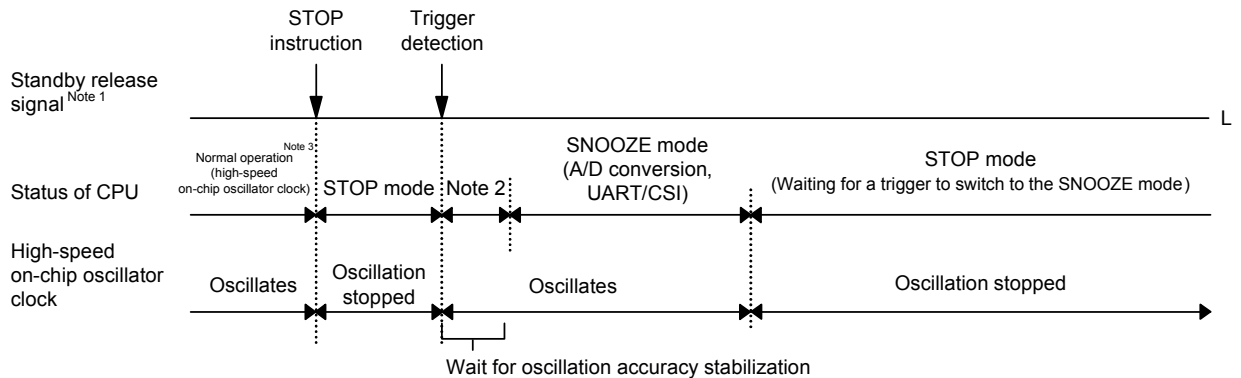 STOP
instruction
Trigger
detection
Standby release
signal Note 1
L
Status of CPU
Normal operation Note 3
(high-speed
on-chip oscillator clock)
STOP mode
Note 2
SNOOZE mode
(A/D conversion,
UART/CSI)
STOP mode
(Waiting for a trigger to switch to the SNOOZE mode)
High-speed
on-chip oscillator
clock
Oscillates
Oscillation
stopped
Oscillates
Oscillation stopped
Wait for oscillation accuracy stabilization